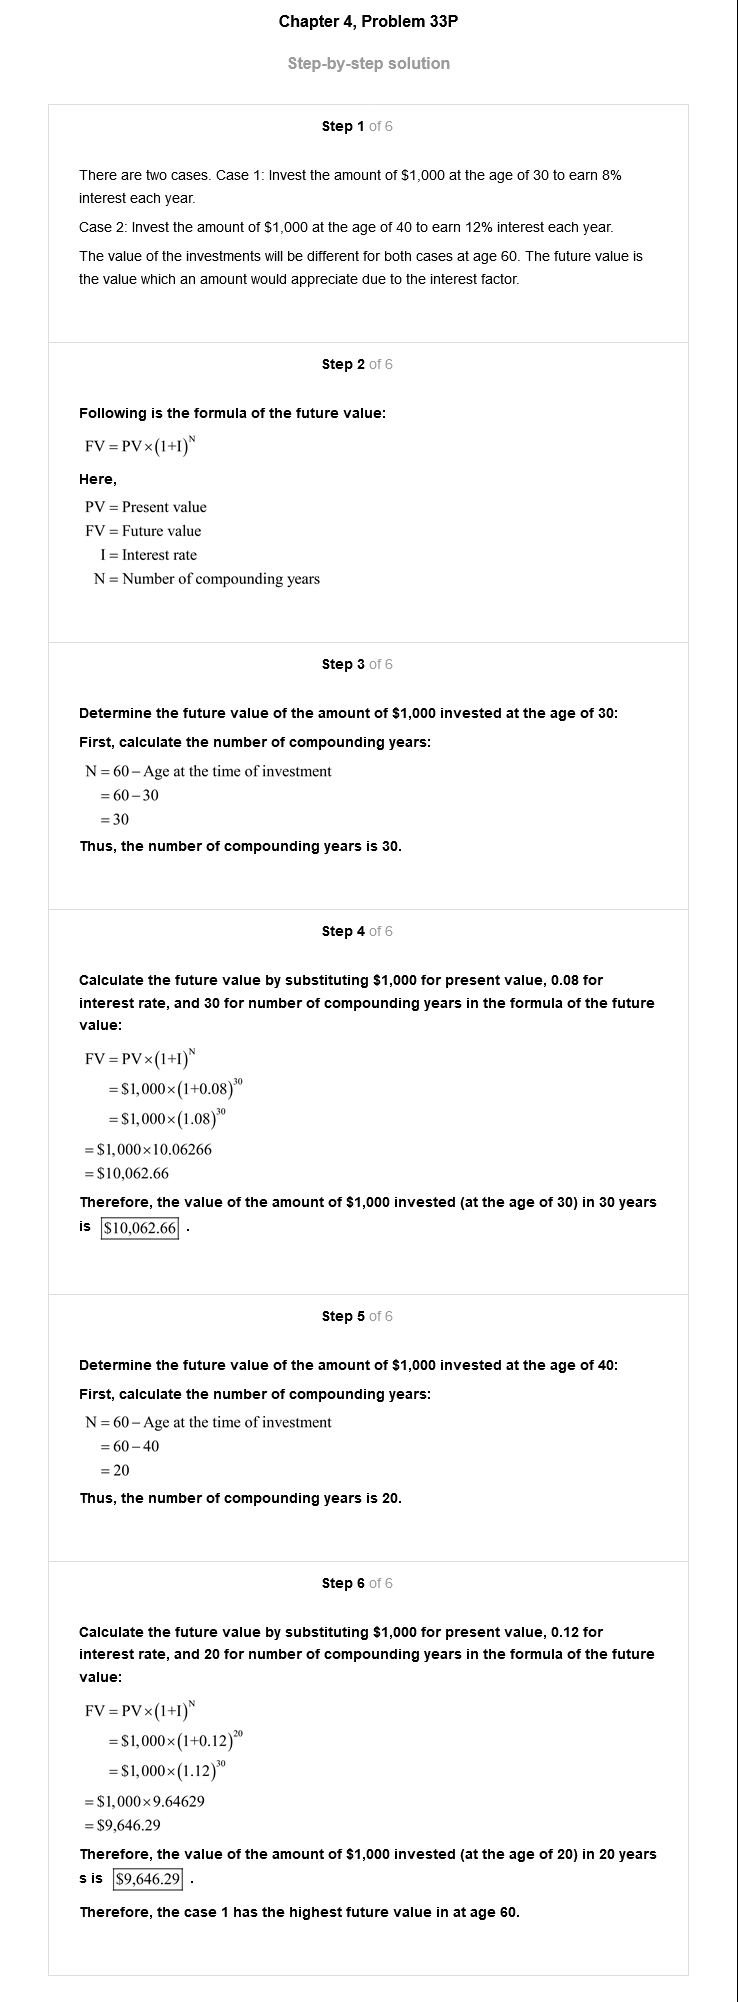 Chapter 4, Problem 33P
Step-by-step solution
Step 1 of 6
There are two cases. Case 1: Invest the amount of $1,000 at the age of 30 to earn 8%
interest each year.
Case 2: Invest the amount of $1,000 at the age of 40 to earn 12% interest each year.
The value of the investments will be different for both cases at age 60. The future value is
the value which an amount would appreciate due to the interest factor.
Step 2 of 6
Following is the formula of the future value:
FV = PV×(1+I)^N
Here,
PV = Present value
FV = Future value
I = Interest rate
N = Number of compounding years
Step 3 of 6
Determine the future value of the amount of $1,000 invested at the age of 30:
First, calculate the number of compounding years:
N = 60 – Age at the time of investment
= 60 – 30
= 30
Thus, the number of compounding years is 30.
Step 4 of 6
Calculate the future value by substituting $1,000 for present value, 0.08 for
interest rate, and 30 for number of compounding years in the formula of the future
value:
FV = PV×(1+I)^N
= $1,000×(1+0.08)^30
= $1,000×(1.08)^30
= $1,000×10.06266
= $10,062.66
Therefore, the value of the amount of $1,000 invested (at the age of 30) in 30 years
is $10,062.66 .
Step 5 of 6
Determine the future value of the amount of $1,000 invested at the age of 40:
First, calculate the number of compounding years:
N = 60 – Age at the time of investment
= 60 – 40
= 20
Thus, the number of compounding years is 20.
Step 6 of 6
Calculate the future value by substituting $1,000 for present value, 0.12 for
interest rate, and 20 for number of compounding years in the formula of the future
value:
FV = PV×(1+I)^N
= $1,000×(1+0.12)^20
= $1,000×(1.12)^30
= $1,000×9.64629
= $9,646.29
Therefore, the value of the amount of $1,000 invested (at the age of 20) in 20 years
s is $9,646.29 .
Therefore, the case 1 has the highest future value in at age 60.